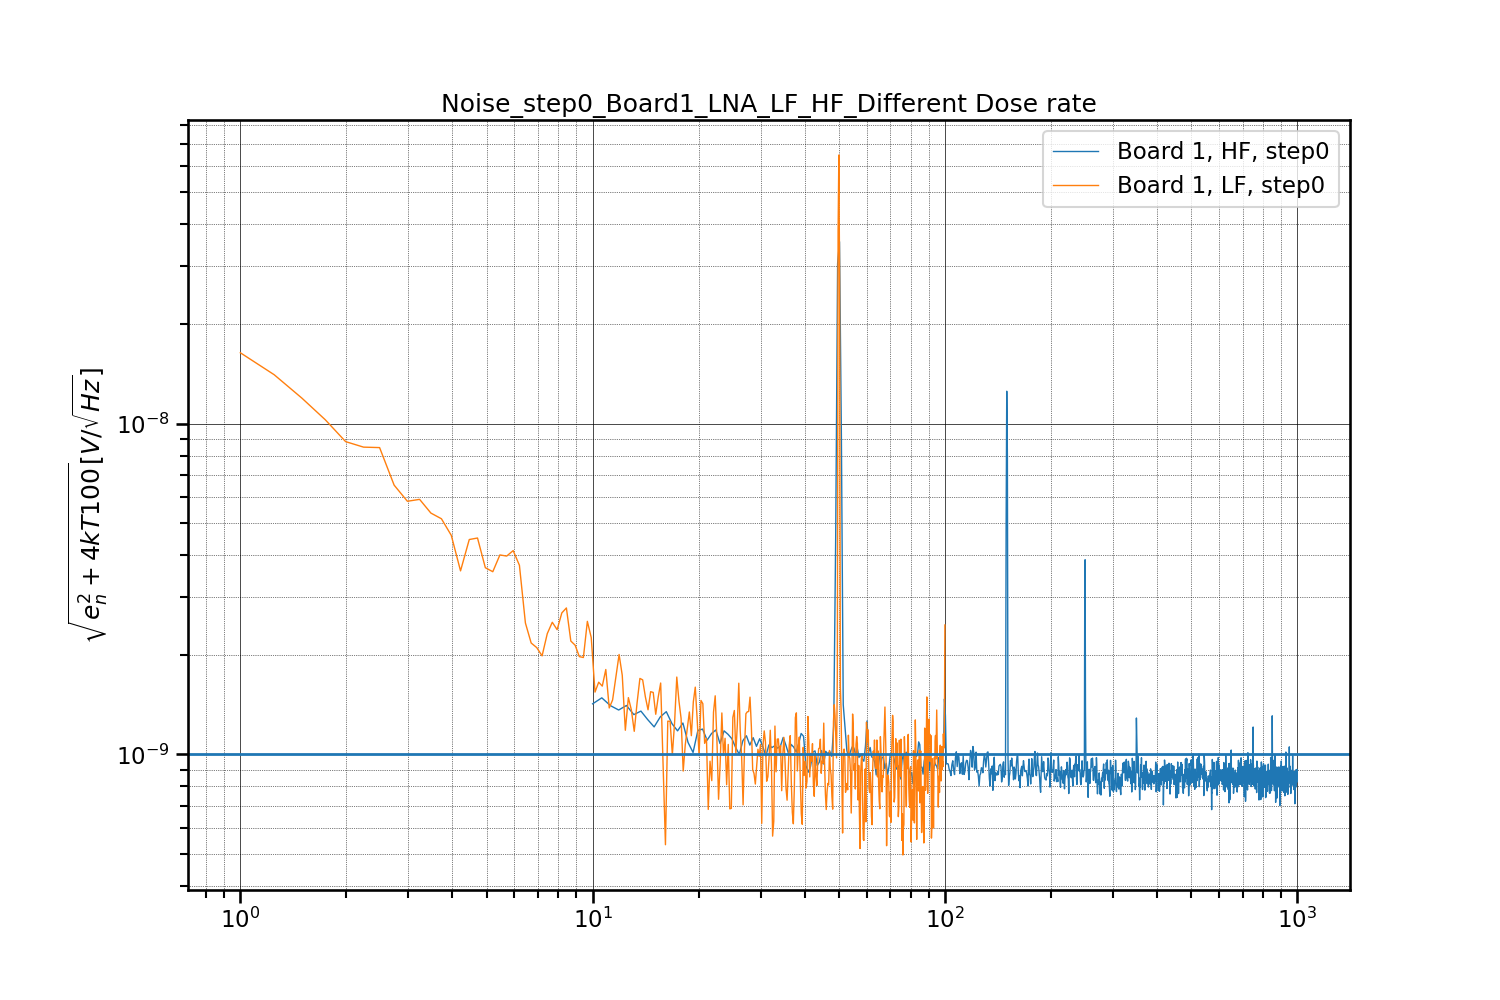 Noise_step0_Board1_LNA_LF_HF_Different Dose rate
Board 1, HF, step0
Board 1, LF, step0
√(e_n^2 + 4kT100) [V/√Hz]
10^-8
10^-9
10^0
10^1
10^2
10^3